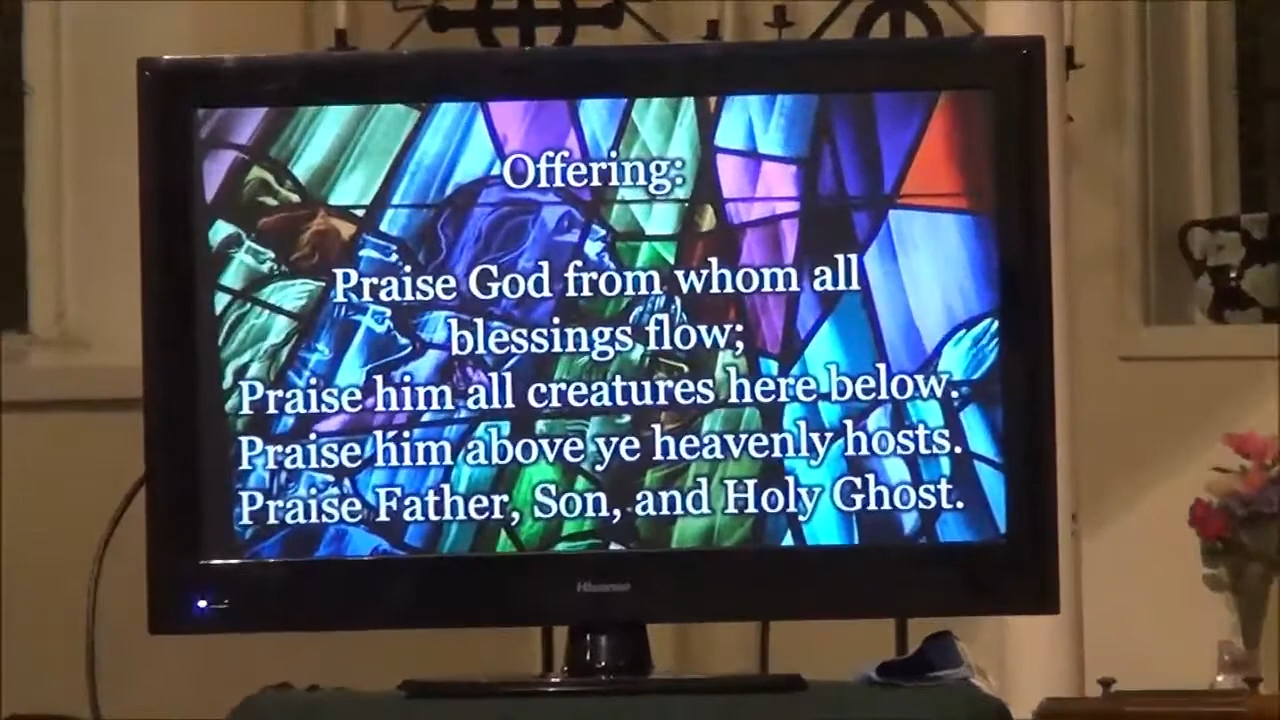 Offering:
Praise God from whom all
blessings flow;
Praise him all creatures here below.
Praise him above ye heavenly hosts.
Praise Father, Son, and Holy Ghost.
Hisense